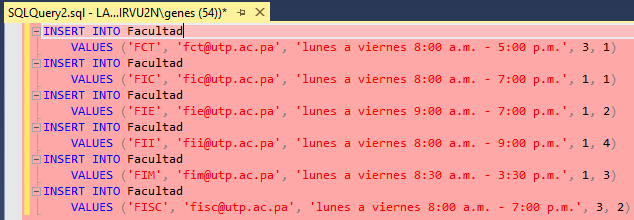 SQLQuery2.sql - LA...IRVU2N\genes (54))*
INSERT INTO Facultad
VALUES ('FCT', 'fct@utp.ac.pa', 'lunes a viernes 8:00 a.m. - 5:00 p.m.', 3, 1)
INSERT INTO Facultad
VALUES ('FIC', 'fic@utp.ac.pa', 'lunes a viernes 8:00 a.m. - 7:00 p.m.', 1, 1)
INSERT INTO Facultad
VALUES ('FIE', 'fie@utp.ac.pa', 'lunes a viernes 9:00 a.m. - 7:00 p.m.', 1, 2)
INSERT INTO Facultad
VALUES ('FII', 'fii@utp.ac.pa', 'lunes a viernes 8:00 a.m. - 9:00 p.m.', 1, 4)
INSERT INTO Facultad
VALUES ('FIM', 'fim@utp.ac.pa', 'lunes a viernes 8:30 a.m. - 3:30 p.m.', 1, 3)
INSERT INTO Facultad
VALUES ('FISC', 'fisc@utp.ac.pa', 'lunes a viernes 8:00 a.m. - 7:00 p.m.', 3, 2)